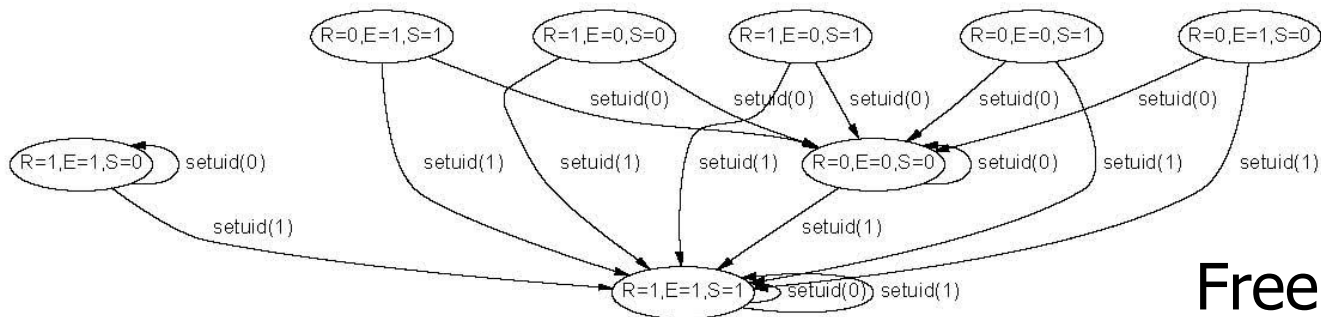 R=0,E=1,S=1 R=1,E=0,S=0 R=1,E=0,S=1 R=0,E=0,S=1 R=0,E=1,S=0
setuid(0) setuid(0) setuid(0) setuid(0) setuid(0)
R=1,E=1,S=0 setuid(0) setuid(1) setuid(1) setuid(1) R=0,E=0,S=0 setuid(0) setuid(1) setuid(1)
setuid(1) setuid(1)
R=1,E=1,S=1 setuid(0) setuid(1)
Free